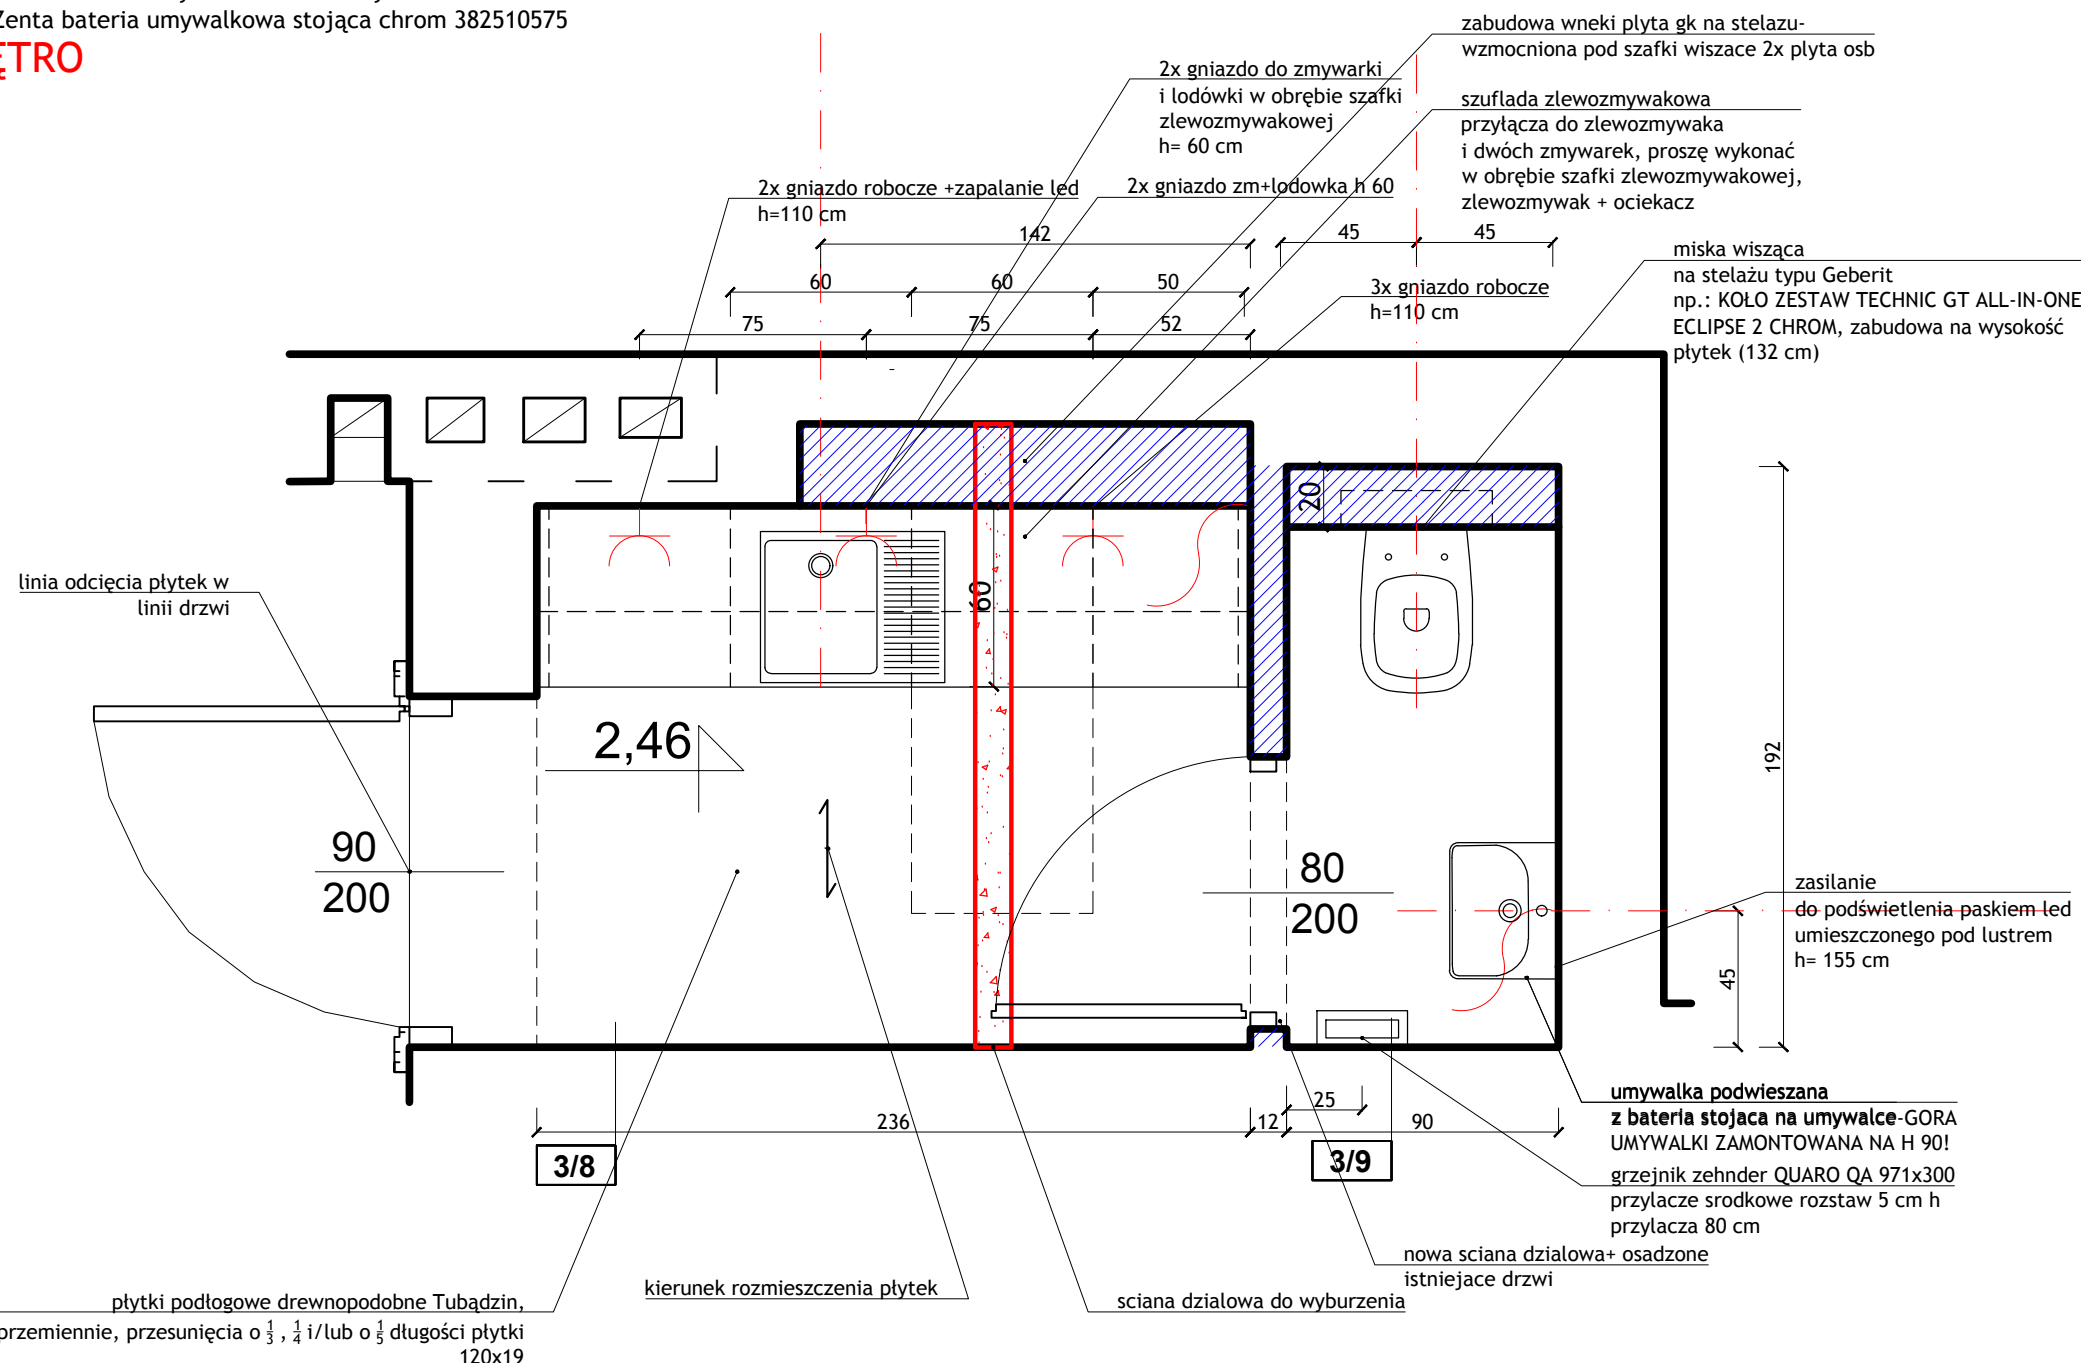 Zenta bateria umywalkowa stojąca chrom 382510575
ĘTRO
zabudowa wneki plyta gk na stelazu-
wzmocniona pod szafki wiszace 2x plyta osb
2x gniazdo do zmywarki
i lodówki w obrębie szafki
zlewozmywakowej
h= 60 cm
szuflada zlewozmywakowa
przyłącza do zlewozmywaka
i dwóch zmywarek, proszę wykonać
w obrębie szafki zlewozmywakowej,
zlewozmywak + ociekacz
2x gniazdo robocze +zapalanie led
h=110 cm
2x gniazdo zm+lodowka h 60
142
45
45
miska wisząca
na stelażu typu Geberit
np.: KOŁO ZESTAW TECHNIC GT ALL-IN-ONE
ECLIPSE 2 CHROM, zabudowa na wysokość
płytek (132 cm)
60
60
50
3x gniazdo robocze
h=110 cm
75
75
52
20
60
linia odcięcia płytek w
linii drzwi
2,46
192
90
200
80
200
zasilanie
do podświetlenia paskiem led
umieszczonego pod lustrem
h= 155 cm
45
umywalka podwieszana
z bateria stojaca na umywalce-GORA
UMYWALKI ZAMONTOWANA NA H 90!
25
236
12
90
3/8
3/9
grzejnik zehnder QUARO QA 971x300
przylacze srodkowe rozstaw 5 cm h
przylacza 80 cm
nowa sciana dzialowa+ osadzone
istniejace drzwi
kierunek rozmieszczenia płytek
sciana dzialowa do wyburzenia
płytki podłogowe drewnopodobne Tubądzin,
przemiennie, przesunięcia o 1/3 , 1/4 i/lub o 1/5 długości płytki
120x19